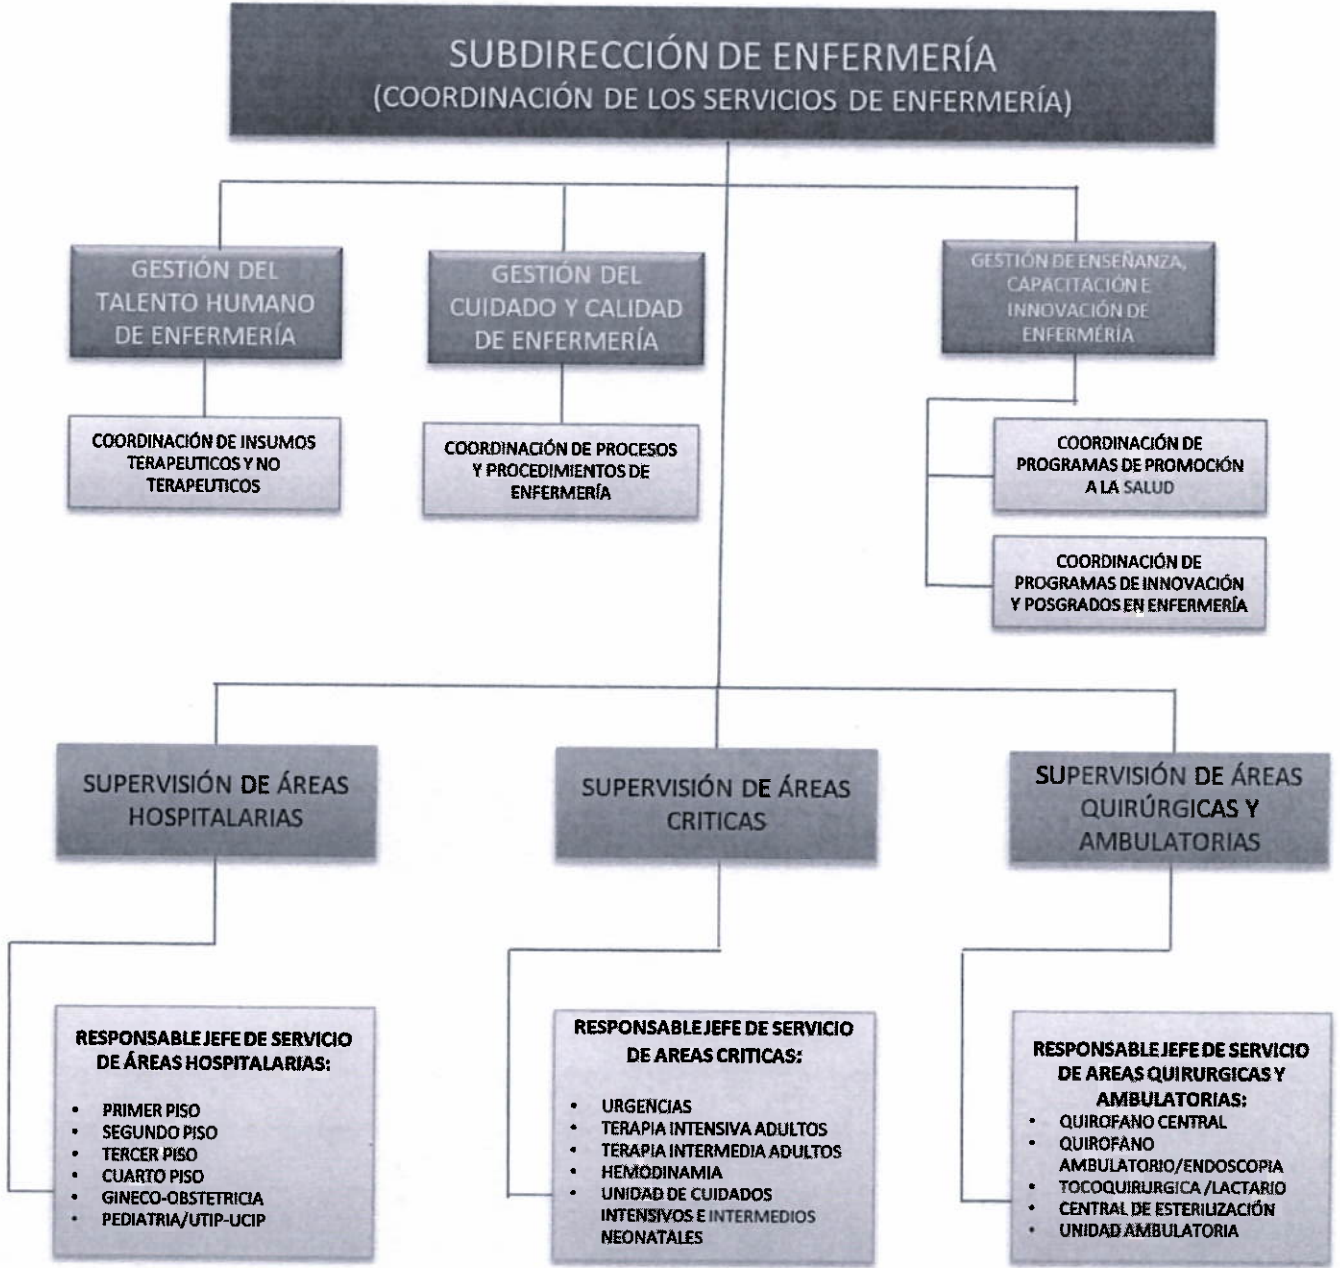 SUBDIRECCIÓN DE ENFERMERÍA
(COORDINACIÓN DE LOS SERVICIOS DE ENFERMERÍA)
GESTIÓN DEL
TALENTO HUMANO
DE ENFERMERÍA
GESTIÓN DEL
CUIDADO Y CALIDAD
DE ENFERMERÍA
GESTIÓN DE ENSEÑANZA,
CAPACITACIÓN E
INNOVACIÓN DE
ENFERMÉRÍA
COORDINACIÓN DE INSUMOS
TERAPEUTICOS Y NO
TERAPEUTICOS
COORDINACIÓN DE PROCESOS
Y PROCEDIMIENTOS DE
ENFERMERÍA
COORDINACIÓN DE
PROGRAMAS DE PROMOCIÓN
A LA SALUD
COORDINACIÓN DE
PROGRAMAS DE INNOVACIÓN
Y POSGRADOS EN ENFERMERÍA
SUPERVISIÓN DE ÁREAS
HOSPITALARIAS
SUPERVISIÓN DE ÁREAS
CRITICAS
SUPERVISIÓN DE ÁREAS
QUIRÚRGICAS Y
AMBULATORIAS
RESPONSABLE JEFE DE SERVICIO
DE ÁREAS HOSPITALARIAS:
• PRIMER PISO
• SEGUNDO PISO
• TERCER PISO
• CUARTO PISO
• GINECO-OBSTETRICIA
• PEDIATRIA/UTIP-UCIP
RESPONSABLE JEFE DE SERVICIO
DE AREAS CRITICAS:
• URGENCIAS
• TERAPIA INTENSIVA ADULTOS
• TERAPIA INTERMEDIA ADULTOS
• HEMODINAMIA
• UNIDAD DE CUIDADOS
INTENSIVOS E INTERMEDIOS
NEONATALES
RESPONSABLE JEFE DE SERVICIO
DE AREAS QUIRURGICAS Y
AMBULATORIAS:
• QUIROFANO CENTRAL
• QUIROFANO
AMBULATORIO/ENDOSCOPIA
• TOCOQUIRURGICA /LACTARIO
• CENTRAL DE ESTERILIZACIÓN
• UNIDAD AMBULATORIA